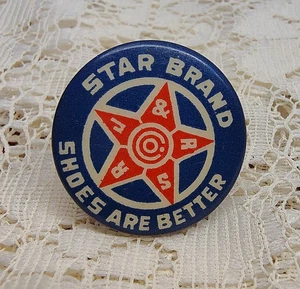 STAR BRAND
R J & R S
SHOES ARE BETTER